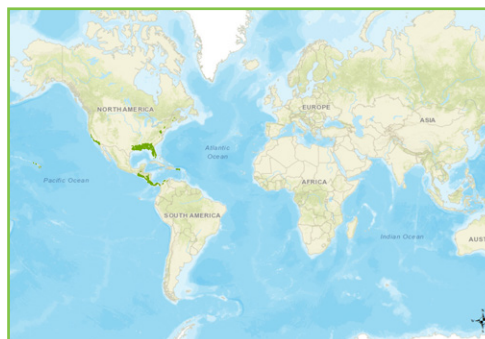 NORTH AMERICA
EUROPE
ASIA
Atlantic
Ocean
Pacific Ocean
AFRICA
SOUTH AMERICA
Indian Ocean
AUST